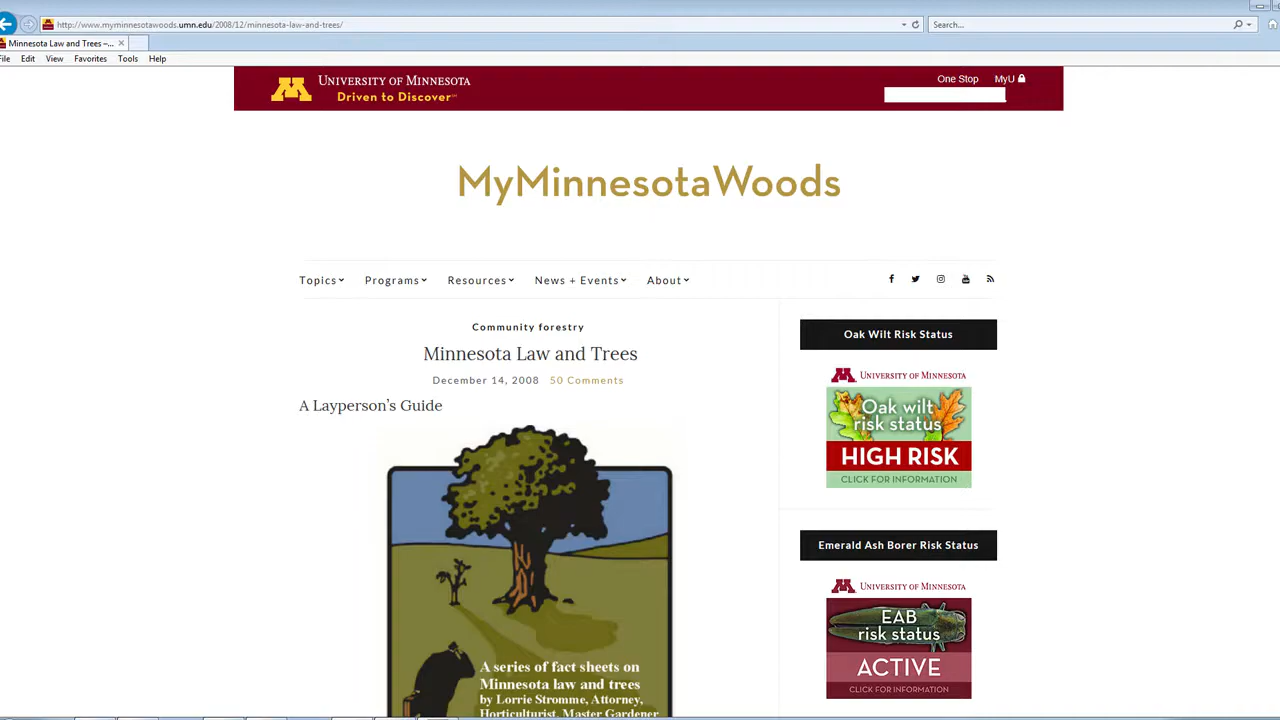 http://www.myminnesotawoods.umn.edu/2008/12/minnesota-law-and-trees/
Search...
Minnesota Law and Trees –...
File Edit View Favorites Tools Help
UNIVERSITY OF MINNESOTA
Driven to Discover℠
One Stop MyU
MyMinnesotaWoods
Topics Programs Resources News + Events About
Community forestry
Minnesota Law and Trees
December 14, 2008 50 Comments
A Layperson's Guide
A series of fact sheets on
Minnesota law and trees
by Lorrie Stromme, Attorney,
Horticulturist, Master Gardener
Oak Wilt Risk Status
UNIVERSITY OF MINNESOTA
Oak wilt
risk status
HIGH RISK
CLICK FOR INFORMATION
Emerald Ash Borer Risk Status
UNIVERSITY OF MINNESOTA
EAB
risk status
ACTIVE
CLICK FOR INFORMATION